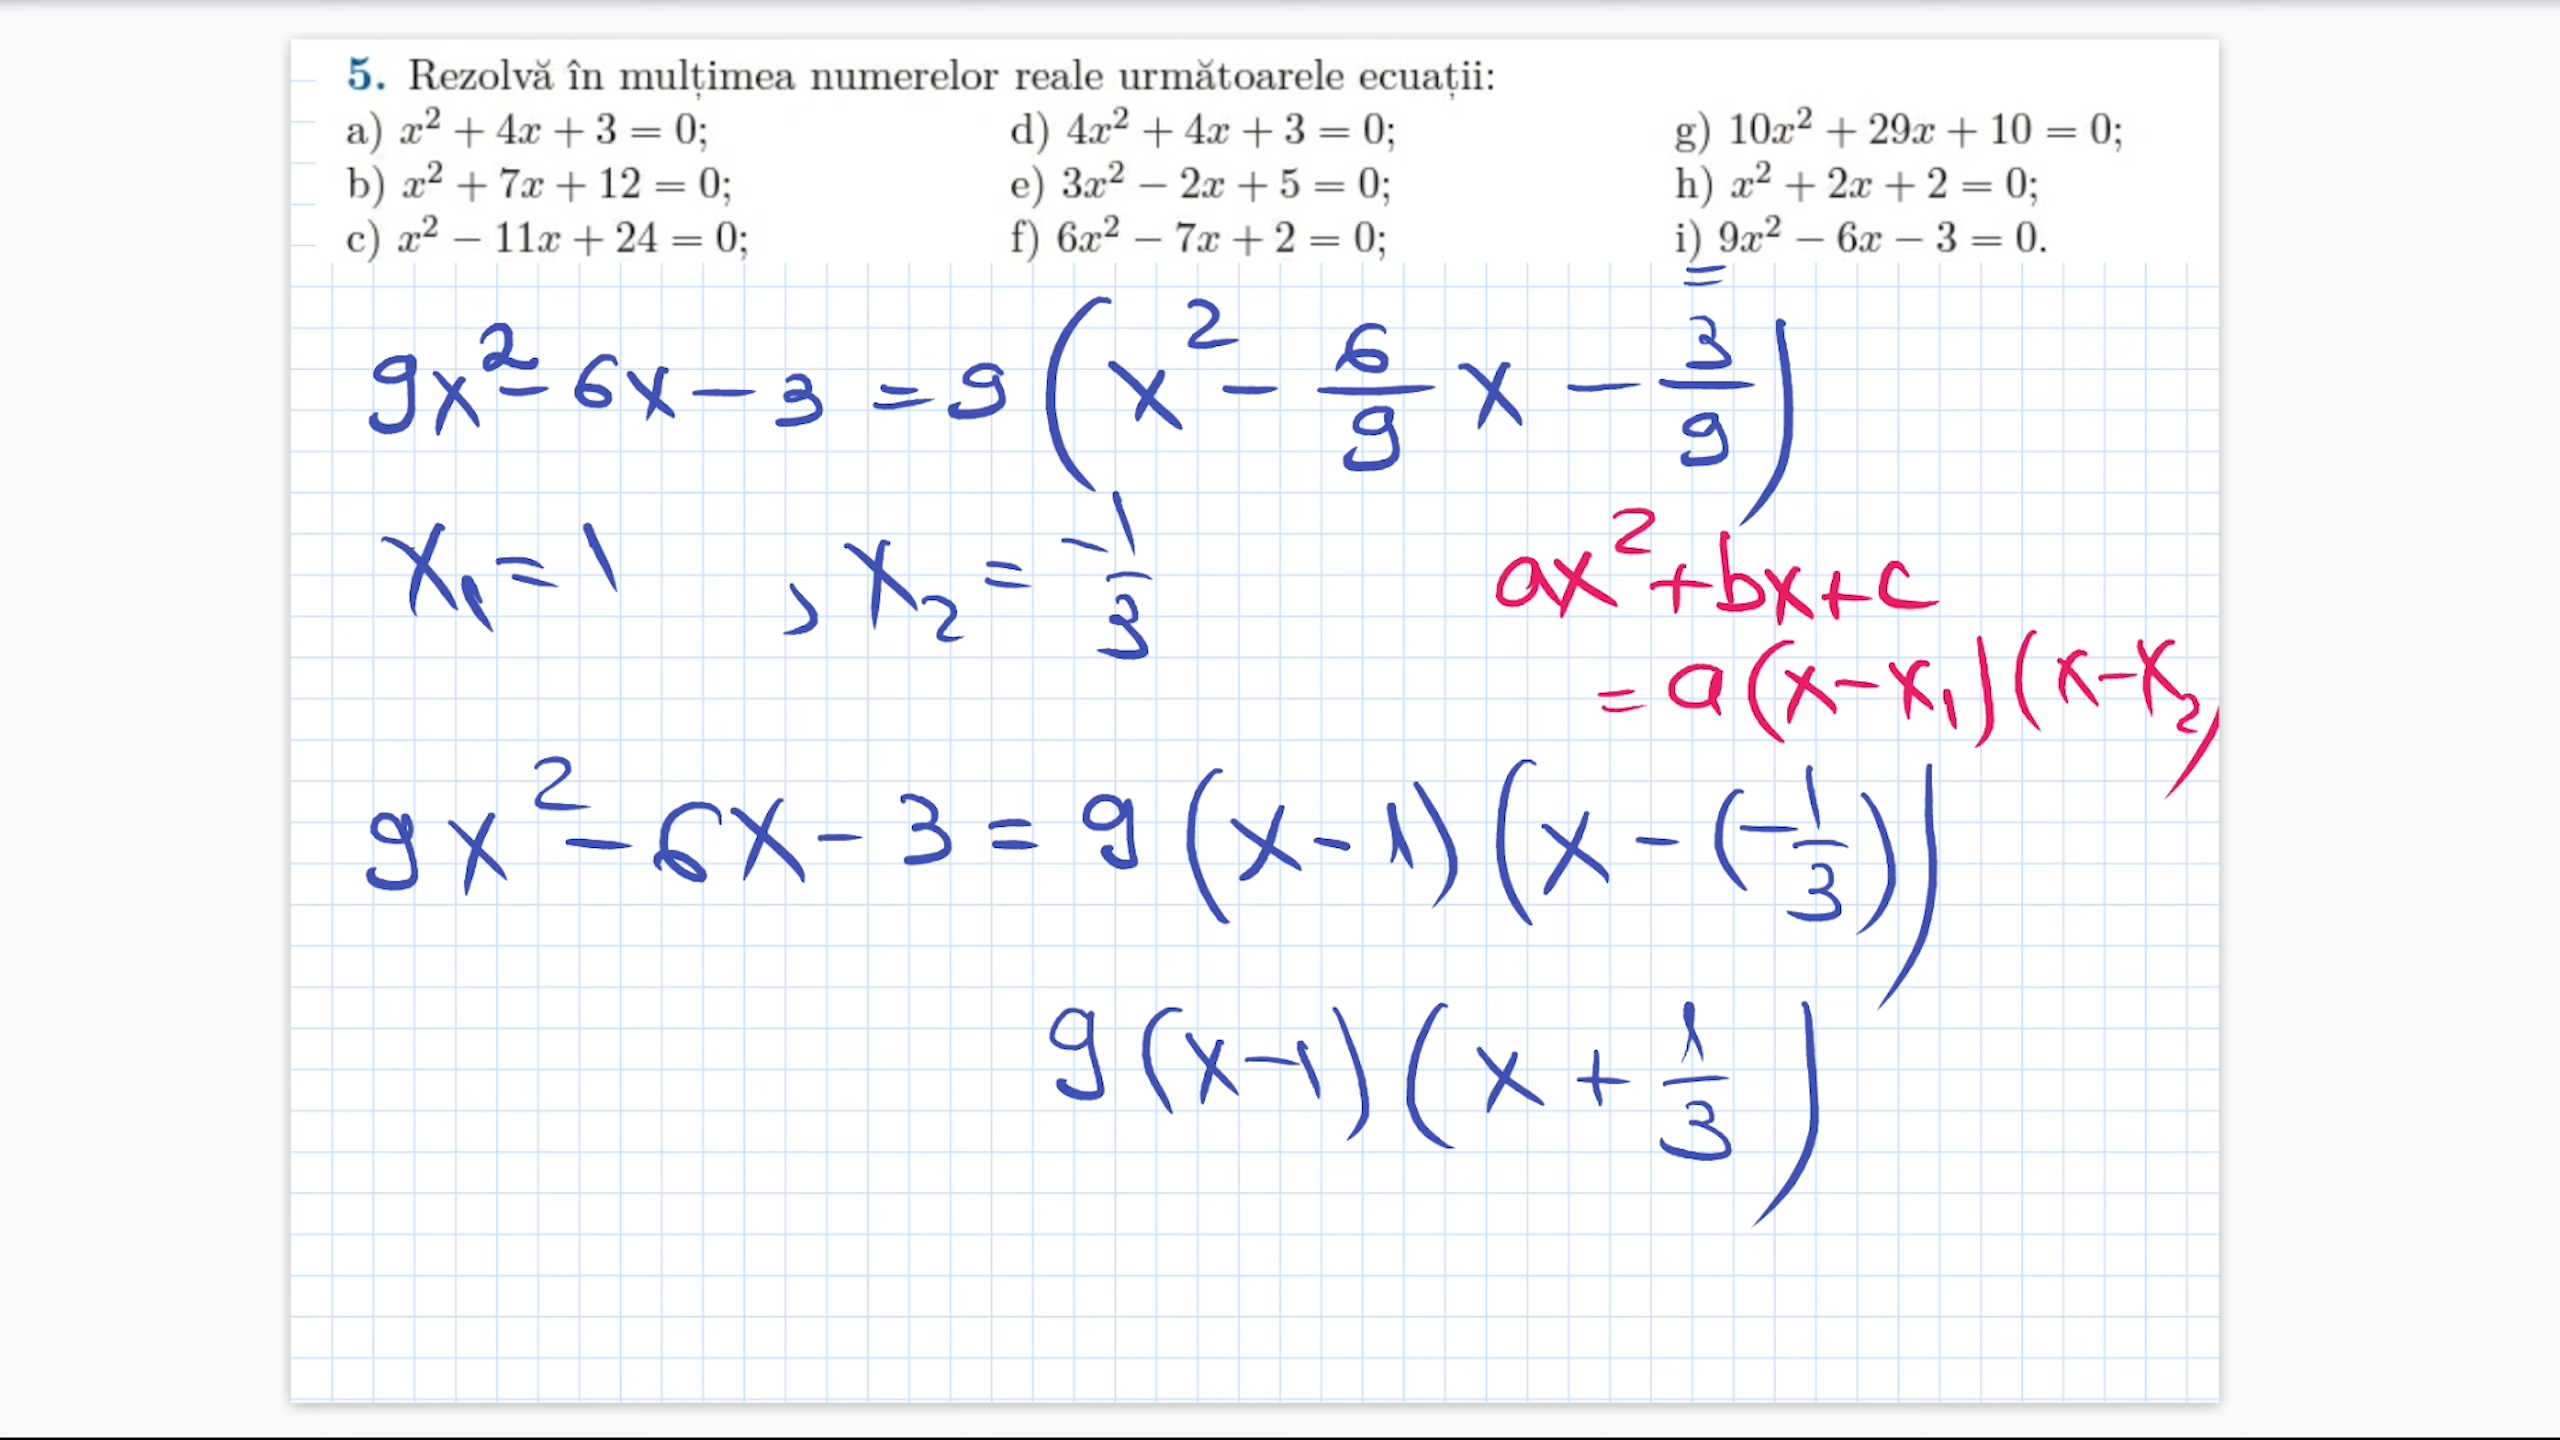 5. Rezolvă în mulțimea numerelor reale următoarele ecuații:
a) x² + 4x + 3 = 0; d) 4x² + 4x + 3 = 0; g) 10x² + 29x + 10 = 0;
b) x² + 7x + 12 = 0; e) 3x² − 2x + 5 = 0; h) x² + 2x + 2 = 0;
c) x² − 11x + 24 = 0; f) 6x² − 7x + 2 = 0; i) 9x² − 6x − 3 = 0.
9x² − 6x − 3 = 9(x² − 6/9 x − 3/9)
x₁ = 1 , x₂ = −1/3
ax² + bx + c
= a(x − x₁)(x − x₂)
9x² − 6x − 3 = 9(x − 1)(x − (−1/3))
9(x − 1)(x + 1/3)